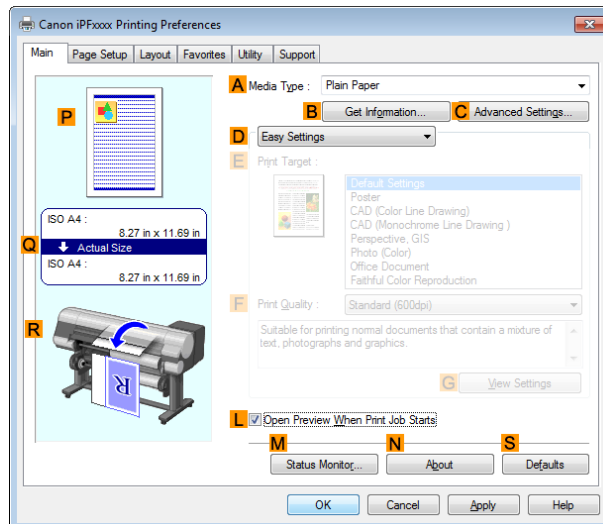 Canon iPFxxxx Printing Preferences
Main Page Setup Layout Favorites Utility Support
P
A Media Type : Plain Paper
B Get Information... C Advanced Settings...
D Easy Settings
E Print Target :
Default Settings
Poster
CAD (Color Line Drawing)
CAD (Monochrome Line Drawing )
Perspective, GIS
Photo (Color)
Office Document
Faithful Color Reproduction
Q
ISO A4 :
8.27 in x 11.69 in
Actual Size
ISO A4 :
8.27 in x 11.69 in
R
R
F Print Quality : Standard (600dpi)
Suitable for printing normal documents that contain a mixture of
text, photographs and graphics.
G View Settings
L Open Preview When Print Job Starts
M N S
Status Monitor... About Defaults
OK Cancel Apply Help